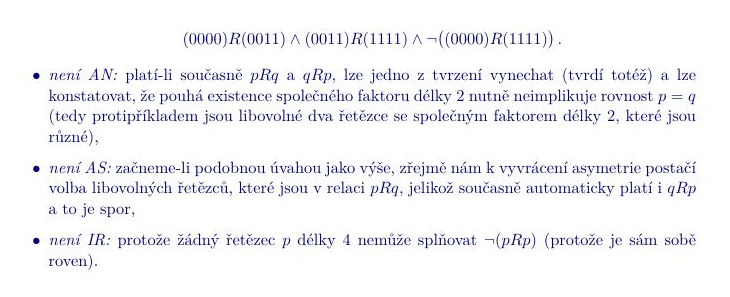 (0000)R(0011) ∧ (0011)R(1111) ∧ ¬((0000)R(1111)) .
• není AN: platí-li současně pRq a qRp, lze jedno z tvrzení vynechat (tvrdí totéž) a lze
konstatovat, že pouhá existence společného faktoru délky 2 nutně neimplikuje rovnost p = q
(tedy protipříkladem jsou libovolné dva řetězce se společným faktorem délky 2, které jsou
různé),
• není AS: začneme-li podobnou úvahou jako výše, zřejmě nám k vyvrácení asymetrie postačí
volba libovolných řetězců, které jsou v relaci pRq, jelikož současně automaticky platí i qRp
a to je spor,
• není IR: protože žádný řetězec p délky 4 nemůže splňovat ¬(pRp) (protože je sám sobě
roven).